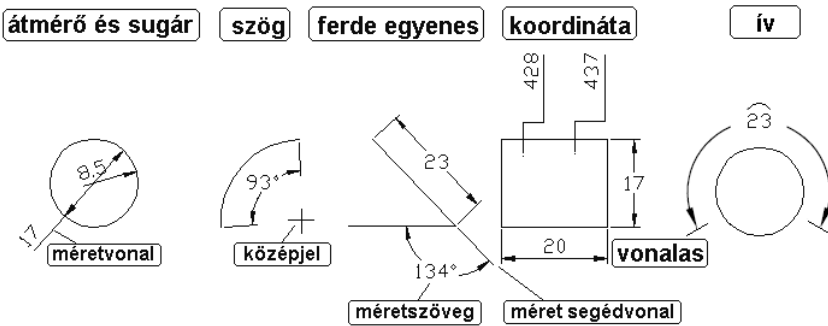 átmérő és sugár
szög
ferde egyenes
koordináta
ív
428
437
23
8.5
93°
23
17
17
20
méretvonal
középjel
134°
vonalas
méretszöveg
méret segédvonal